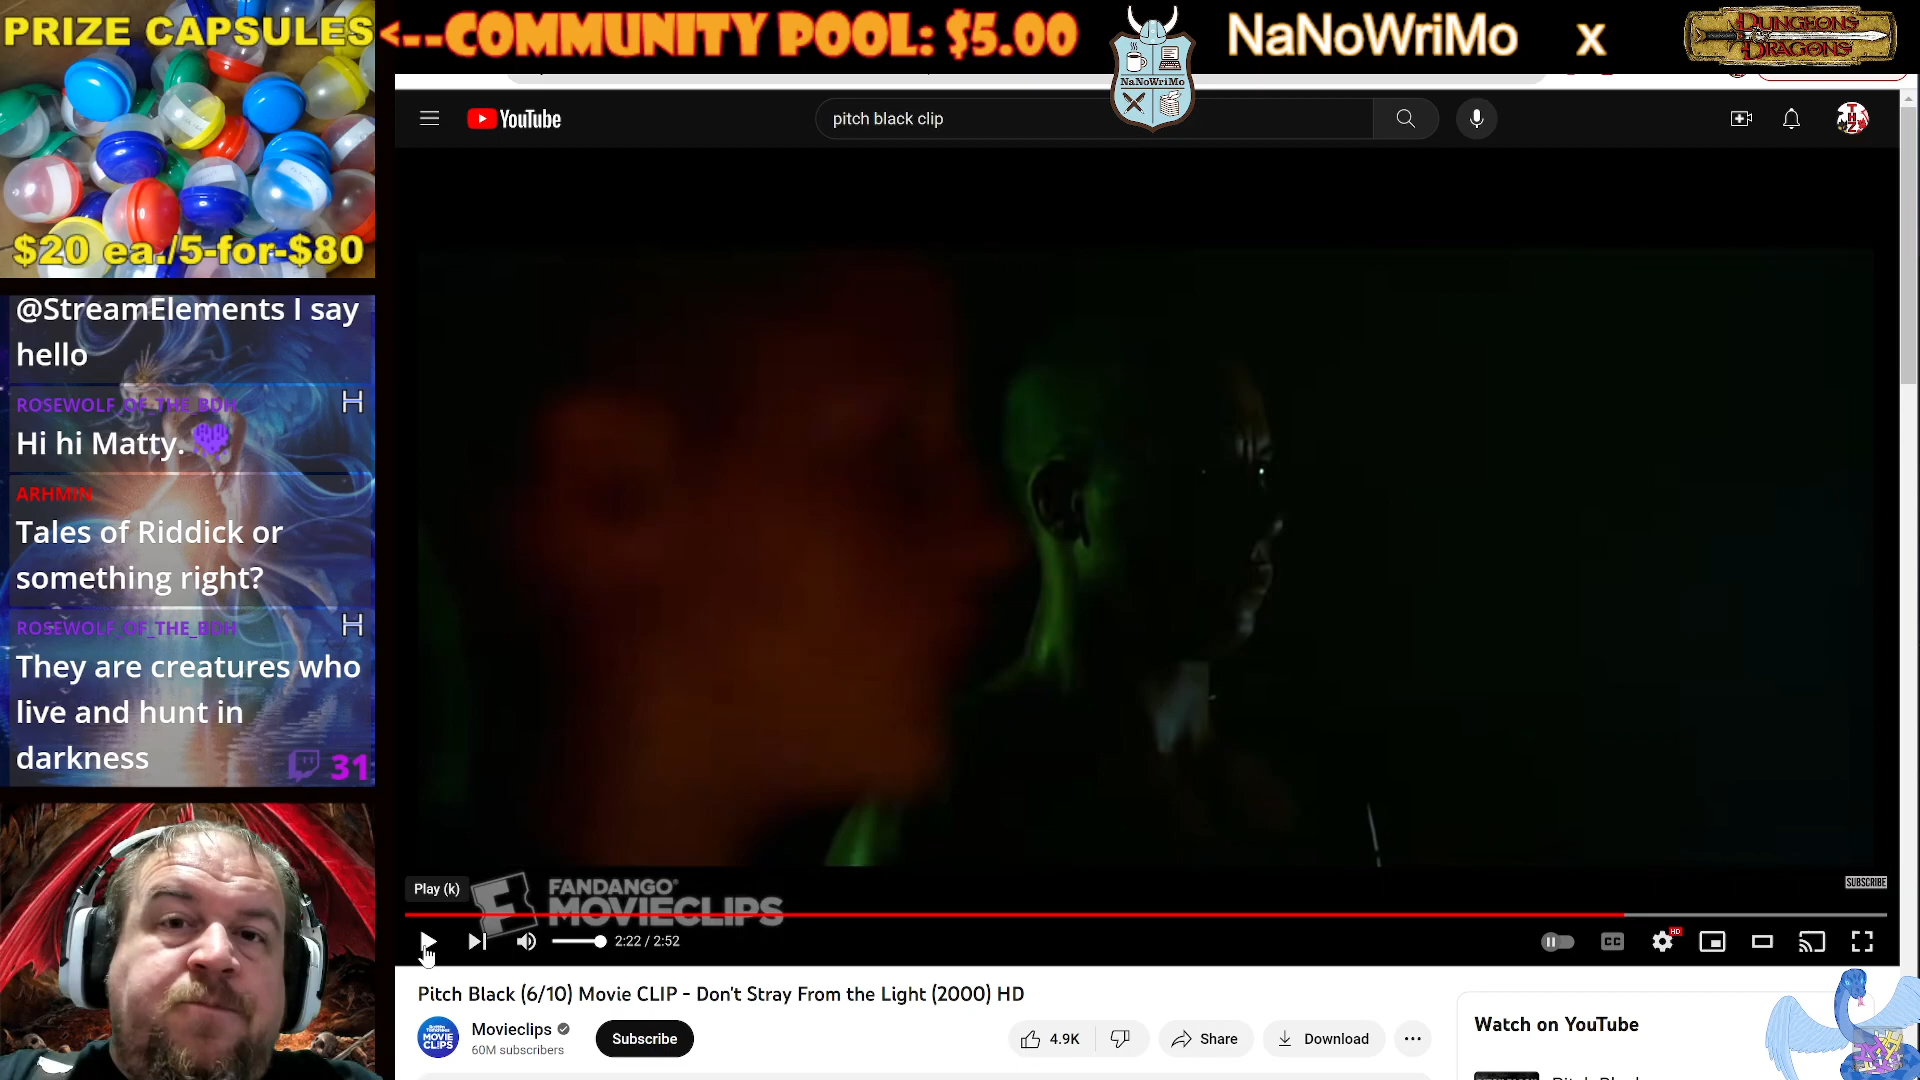 PRIZE CAPSULES
<--COMMUNITY POOL: $5.00
NaNoWriMo
x
DUNGEONS
DRAGONS
NaNoWriMo
YouTube
pitch black clip
$20 ea./5-for-$80
@StreamElements I say
hello
ROSEWOLF_OF_THE_BDH
Hi hi Matty.
ARHMIN
Tales of Riddick or
something right?
ROSEWOLF_OF_THE_BDH
They are creatures who
live and hunt in
darkness
31
Play (k)
FANDANGO
MOVIECLIPS
SUBSCRIBE
2:22 / 2:52
CC
HD
Pitch Black (6/10) Movie CLIP - Don't Stray From the Light (2000) HD
MOVIE
CLIPS
Movieclips
60M subscribers
Subscribe
4.9K
Share
Download
Watch on YouTube